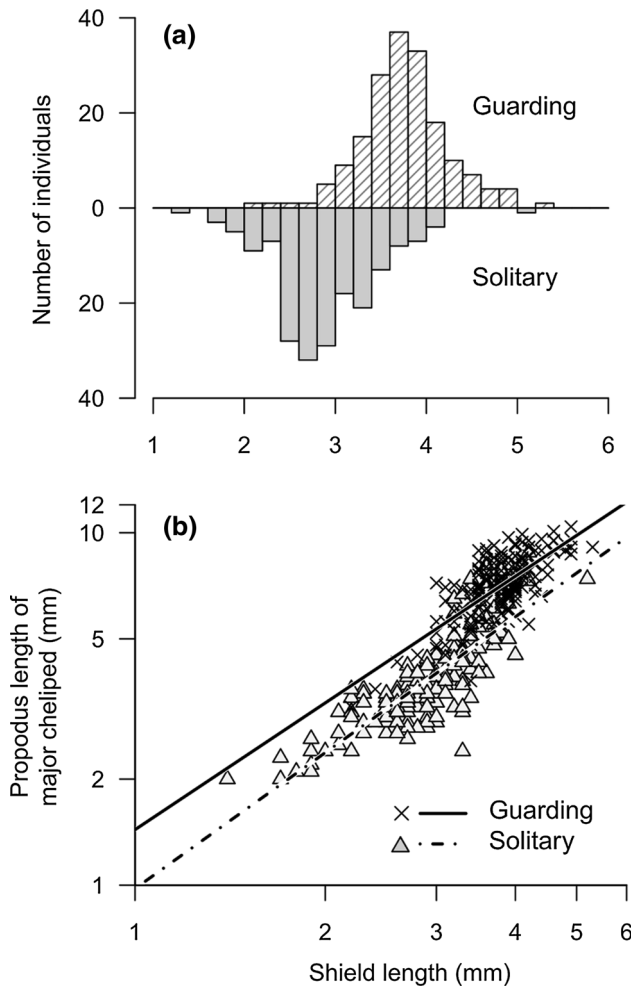 (a)
Number of individuals
40
20
0
20
40
Guarding
Solitary
1 2 3 4 5 6
(b)
Propodus length of
major cheliped (mm)
12
10
5
2
1
Guarding
Solitary
1 2 3 4 5 6
Shield length (mm)